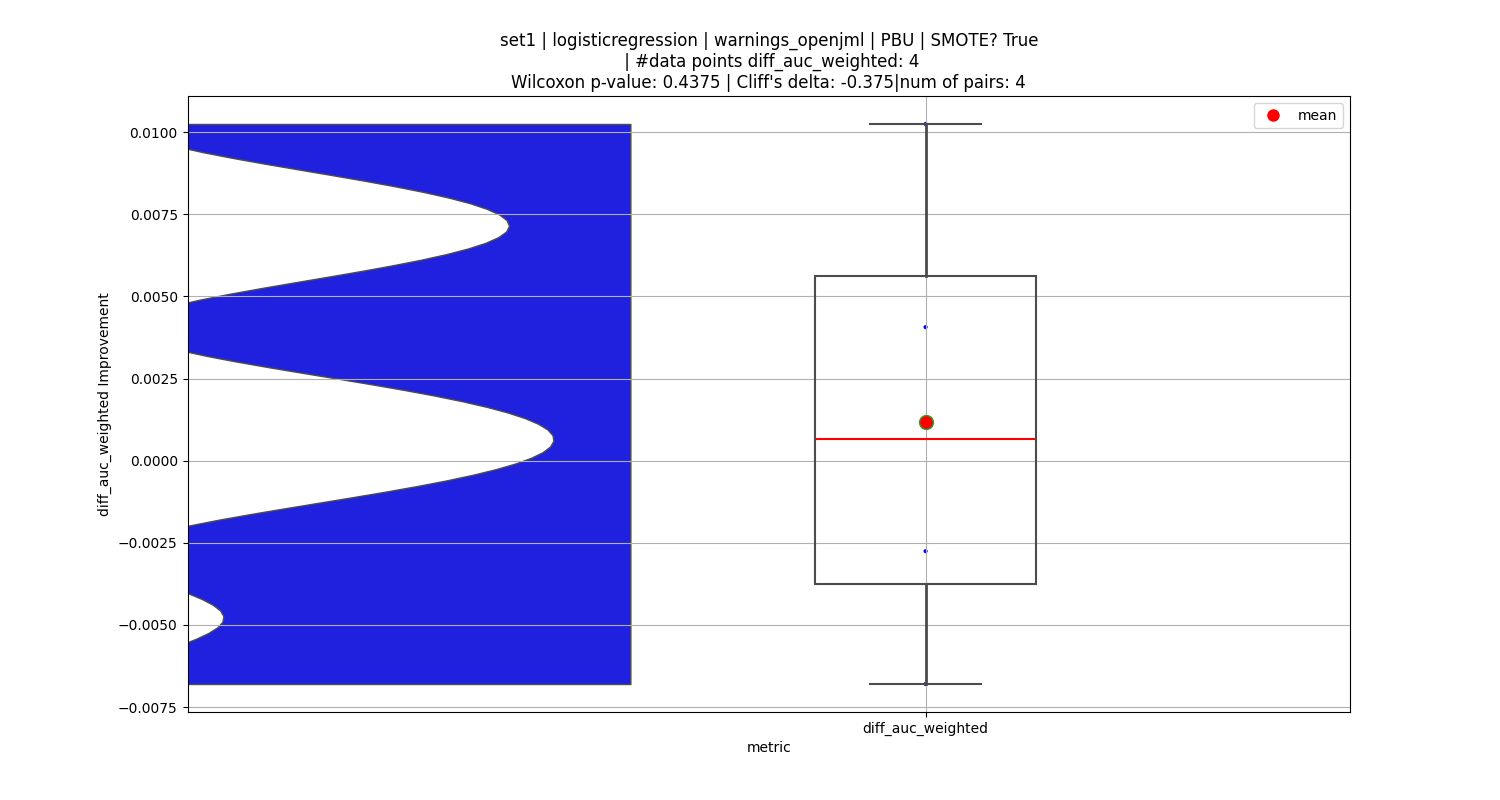 set1 | logisticregression | warnings_openjml | PBU | SMOTE? True
| #data points diff_auc_weighted: 4
Wilcoxon p-value: 0.4375 | Cliff's delta: -0.375|num of pairs: 4
mean
0.0100
0.0075
0.0050
0.0025
0.0000
−0.0025
−0.0050
−0.0075
diff_auc_weighted Improvement
diff_auc_weighted
metric